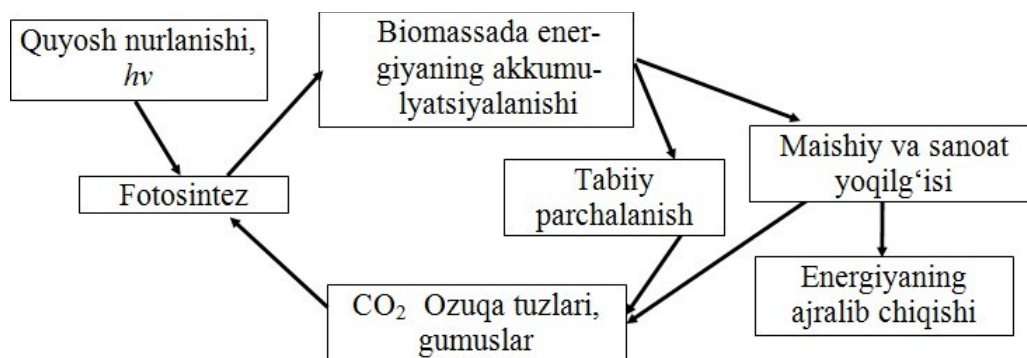 Quyosh nurlanishi,
hv
Biomassada ener-
giyaning akkumu-
lyatsiyalanishi
Fotosintez
Tabiiy
parchalanish
Maishiy va sanoat
yoqilg‘isi
CO₂ Ozuqa tuzlari,
gumuslar
Energiyaning
ajralib chiqishi